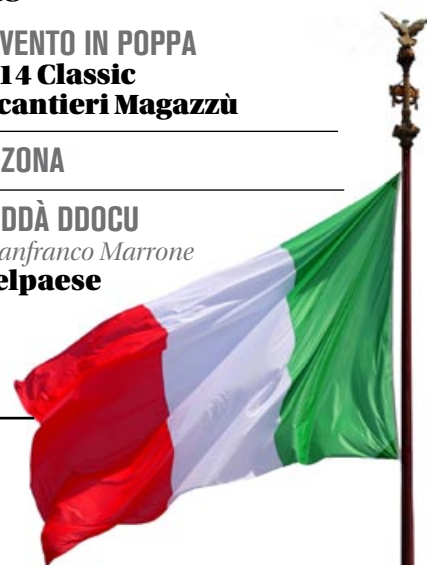 VENTO IN POPPA
14 Classic
cantieri Magazzù
ZONA
DDÀ DDOCU
anfranco Marrone
elpaese